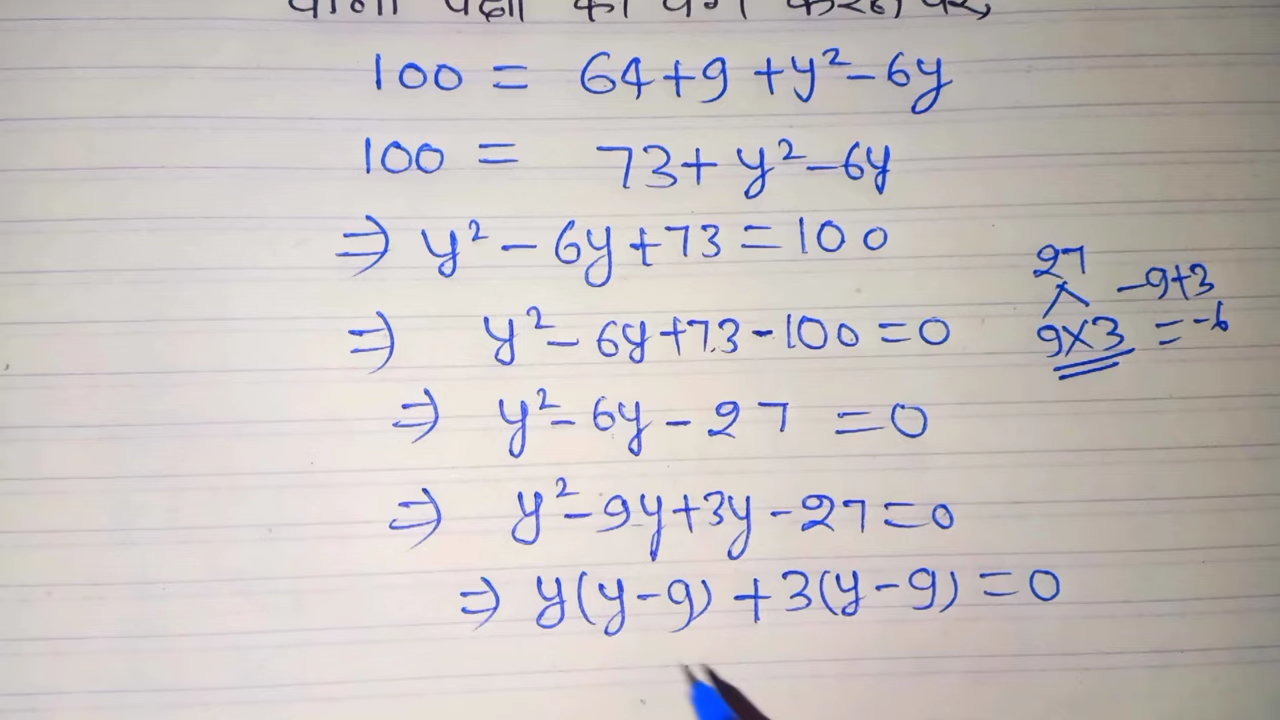 100 = 64+9+y²-6y
100 = 73+y²-6y
⇒ y²-6y+73=100
⇒ y²-6y+73-100=0
⇒ y²-6y-27=0
⇒ y²-9y+3y-27=0
⇒ y(y-9)+3(y-9)=0
27
-9+3
9×3 =-6